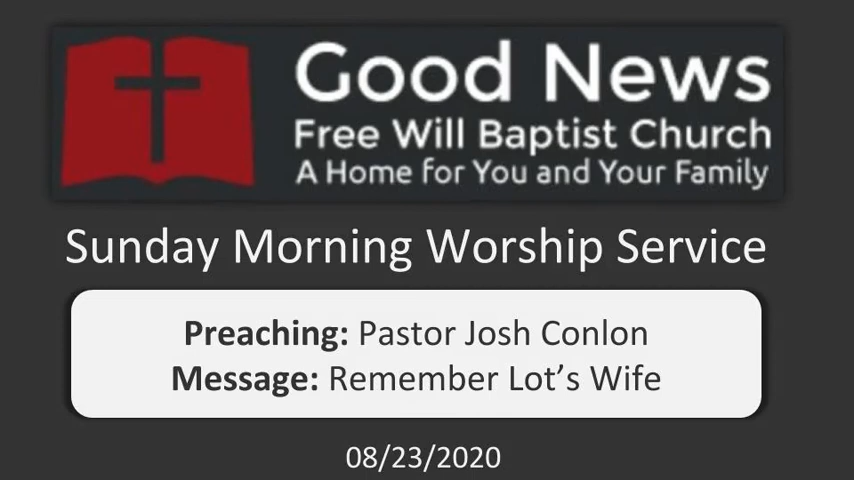 Good News
Free Will Baptist Church
A Home for You and Your Family
Sunday Morning Worship Service
Preaching: Pastor Josh Conlon
Message: Remember Lot’s Wife
08/23/2020